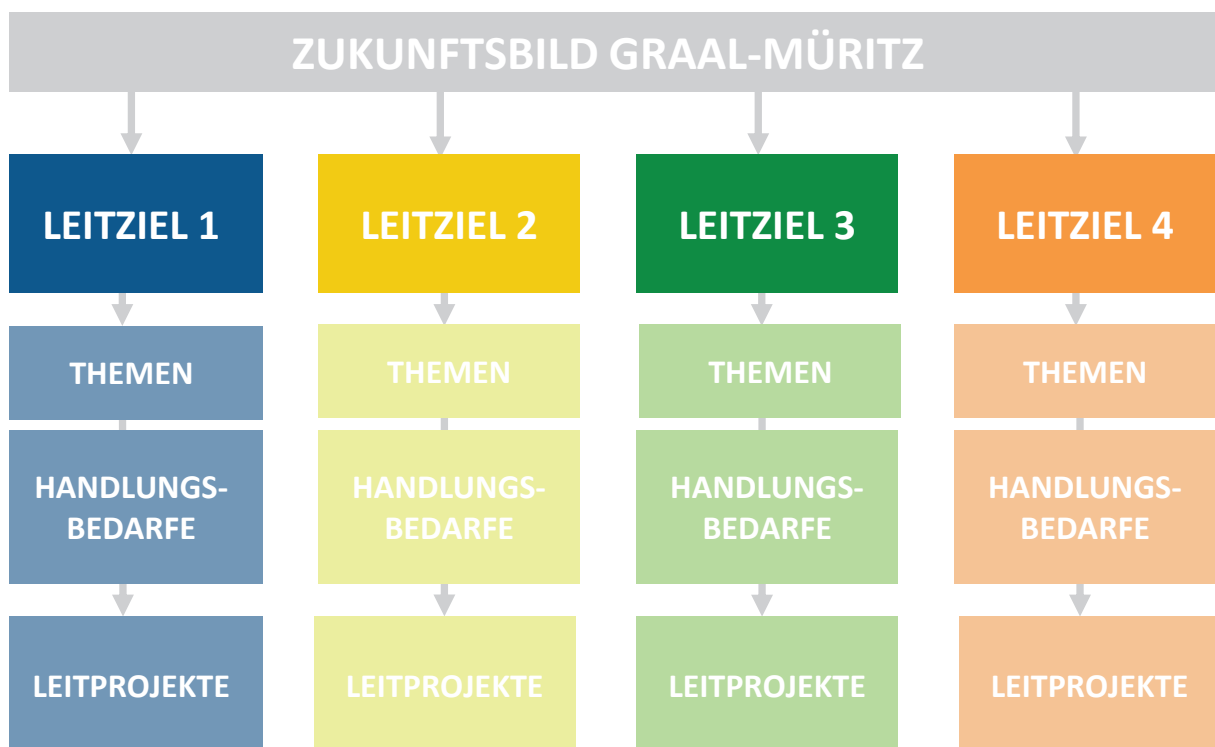 ZUKUNFTSBILD GRAAL-MÜRITZ
LEITZIEL 1
LEITZIEL 2
LEITZIEL 3
LEITZIEL 4
THEMEN
THEMEN
THEMEN
THEMEN
HANDLUNGS-
BEDARFE
HANDLUNGS-
BEDARFE
HANDLUNGS-
BEDARFE
HANDLUNGS-
BEDARFE
LEITPROJEKTE
LEITPROJEKTE
LEITPROJEKTE
LEITPROJEKTE